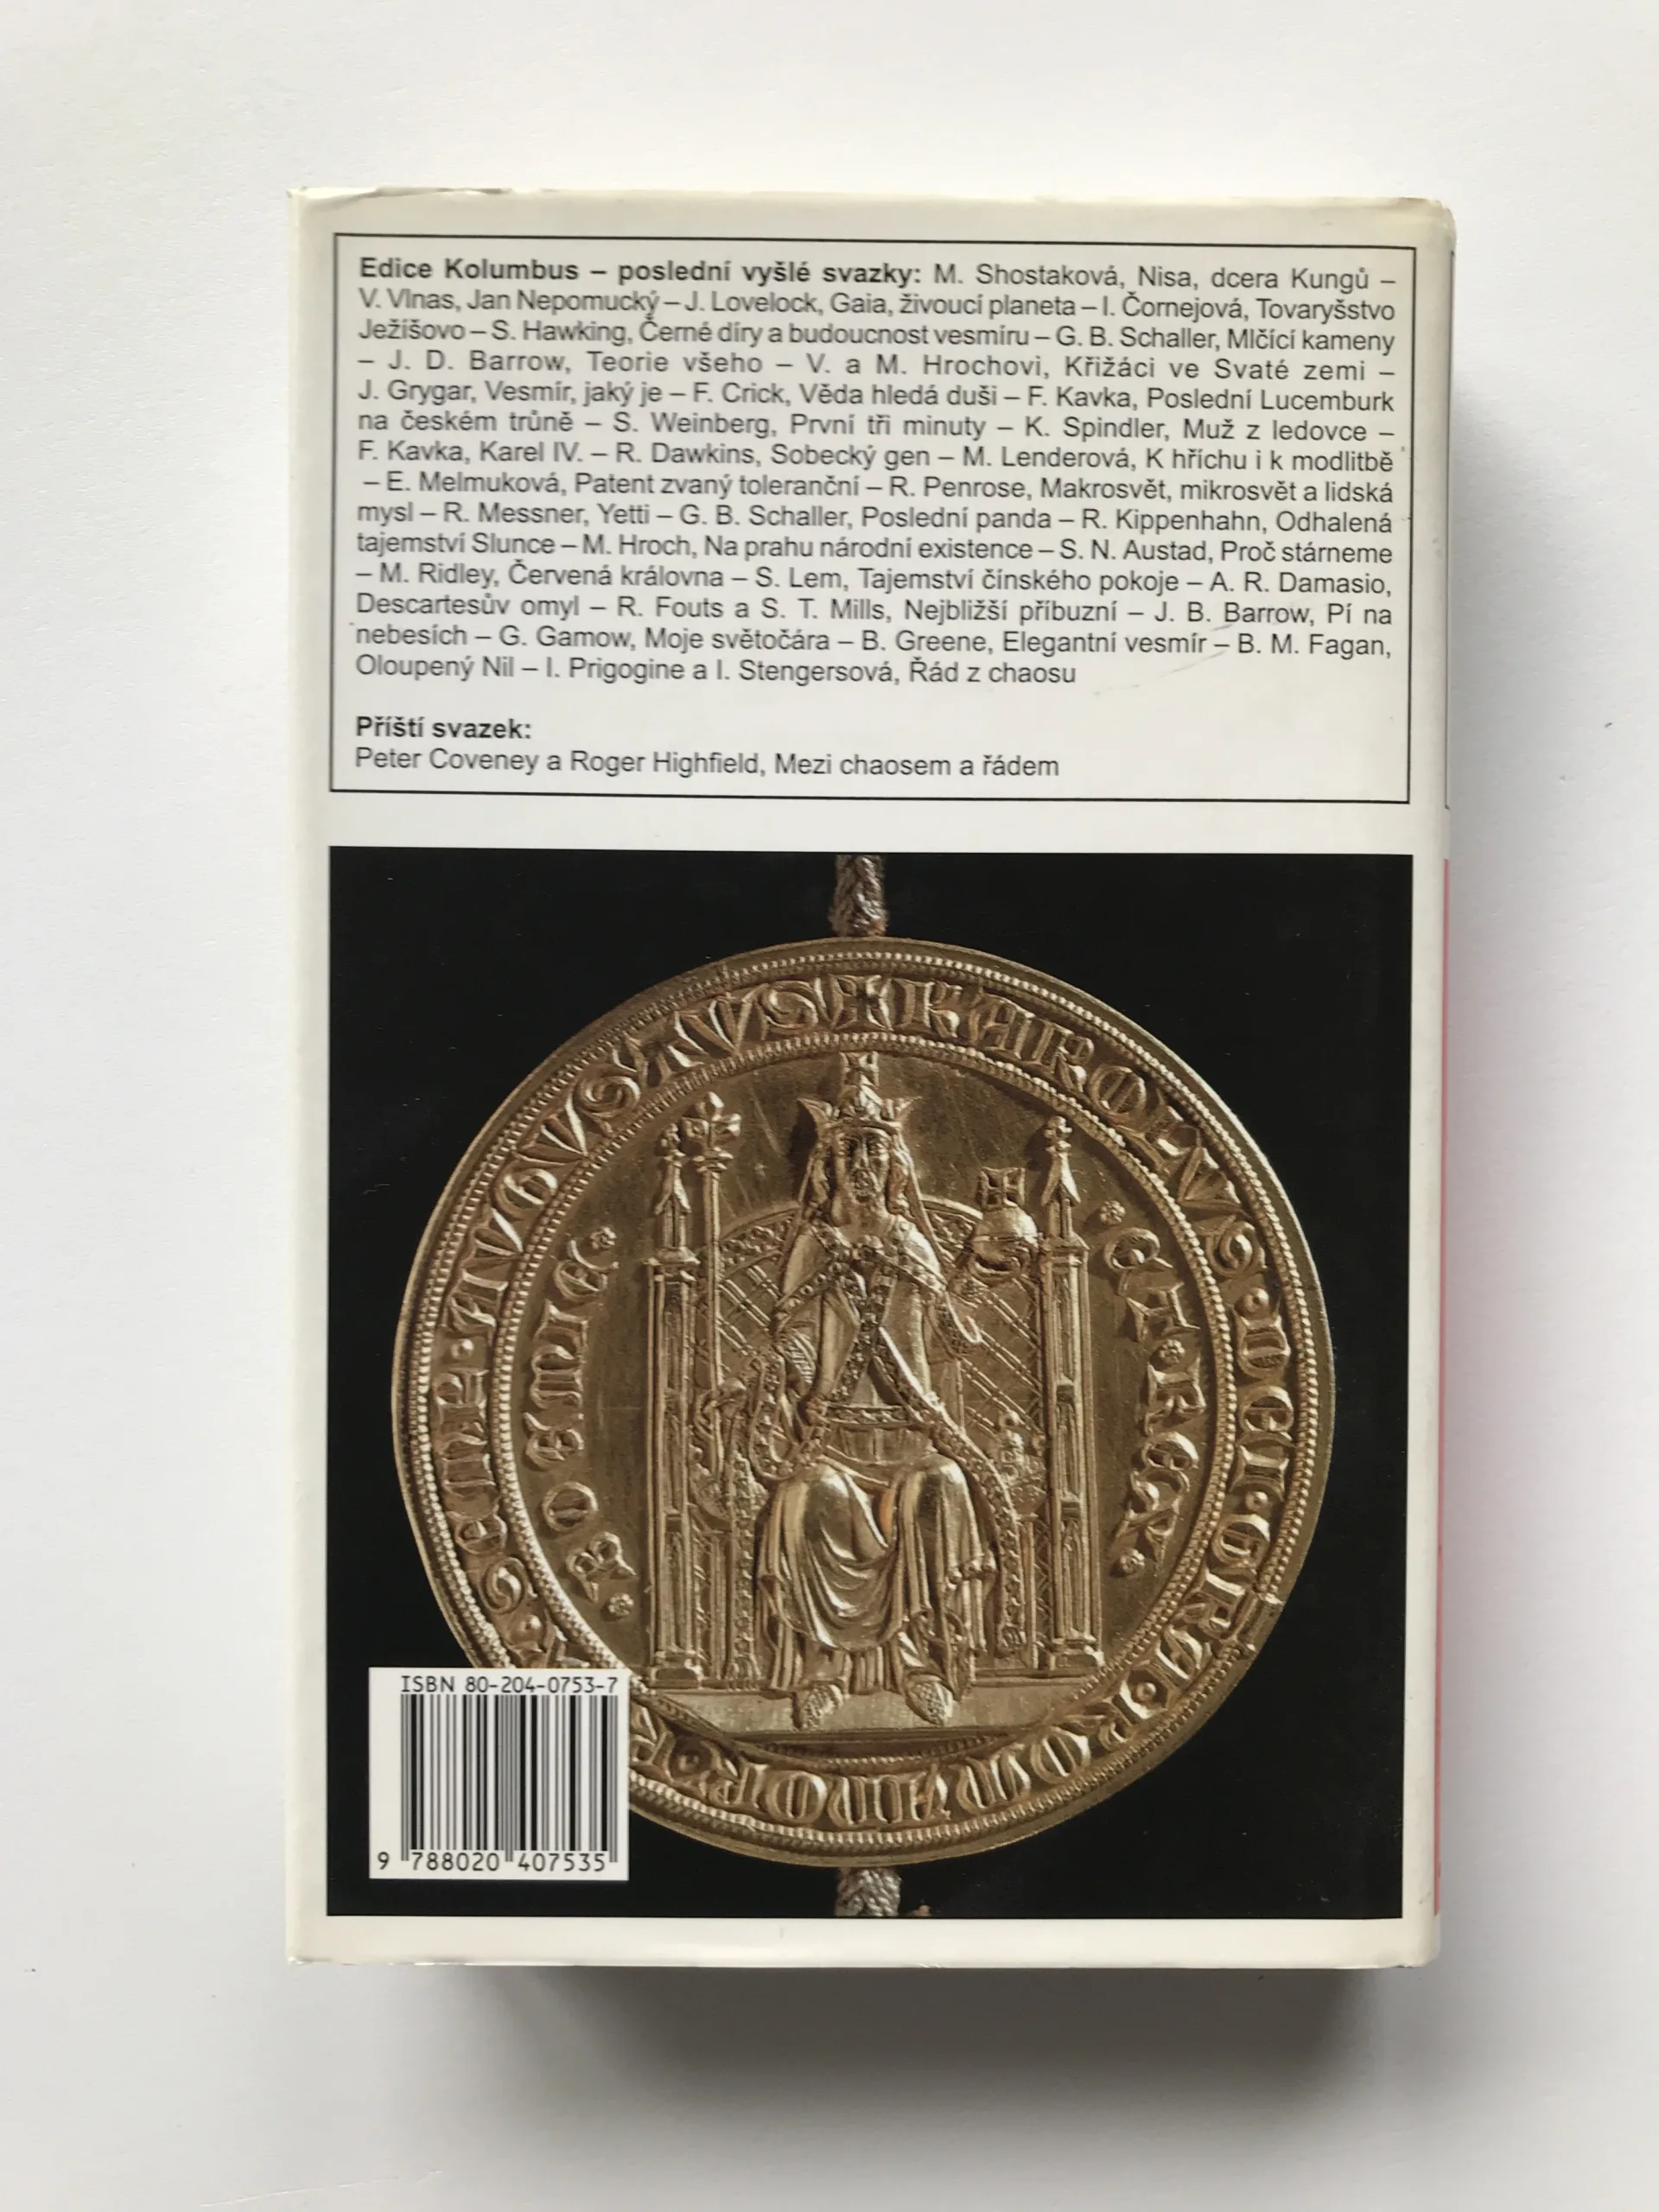 Edice Kolumbus – poslední vyšlé svazky: M. Shostaková, Nisa, dcera Kungů –
V. Vlnas, Jan Nepomucký – J. Lovelock, Gaia, živoucí planeta – I. Čornejová, Tovaryšstvo
Ježíšovo – S. Hawking, Černé díry a budoucnost vesmíru – G. B. Schaller, Mlčící kameny
– J. D. Barrow, Teorie všeho – V. a M. Hrochovi, Křižáci ve Svaté zemi –
J. Grygar, Vesmír, jaký je – F. Crick, Věda hledá duši – F. Kavka, Poslední Lucemburk
na českém trůně – S. Weinberg, První tři minuty – K. Spindler, Muž z ledovce –
F. Kavka, Karel IV. – R. Dawkins, Sobecký gen – M. Lenderová, K hříchu i k modlitbě
– E. Melmuková, Patent zvaný toleranční – R. Penrose, Makrosvět, mikrosvět a lidská
mysl – R. Messner, Yetti – G. B. Schaller, Poslední panda – R. Kippenhahn, Odhalená
tajemství Slunce – M. Hroch, Na prahu národní existence – S. N. Austad, Proč stárneme
– M. Ridley, Červená královna – S. Lem, Tajemství čínského pokoje – A. R. Damasio,
Descartesův omyl – R. Fouts a S. T. Mills, Nejbližší příbuzní – J. B. Barrow, Pí na
nebesích – G. Gamow, Moje světočára – B. Greene, Elegantní vesmír – B. M. Fagan,
Oloupený Nil – I. Prigogine a I. Stengersová, Řád z chaosu
Příští svazek:
Peter Coveney a Roger Highfield, Mezi chaosem a řádem
KAROLVS
AVGVSTAVS
ET · REX
BOEMIE
ISBN 80-204-0753-7
9 788020 407535